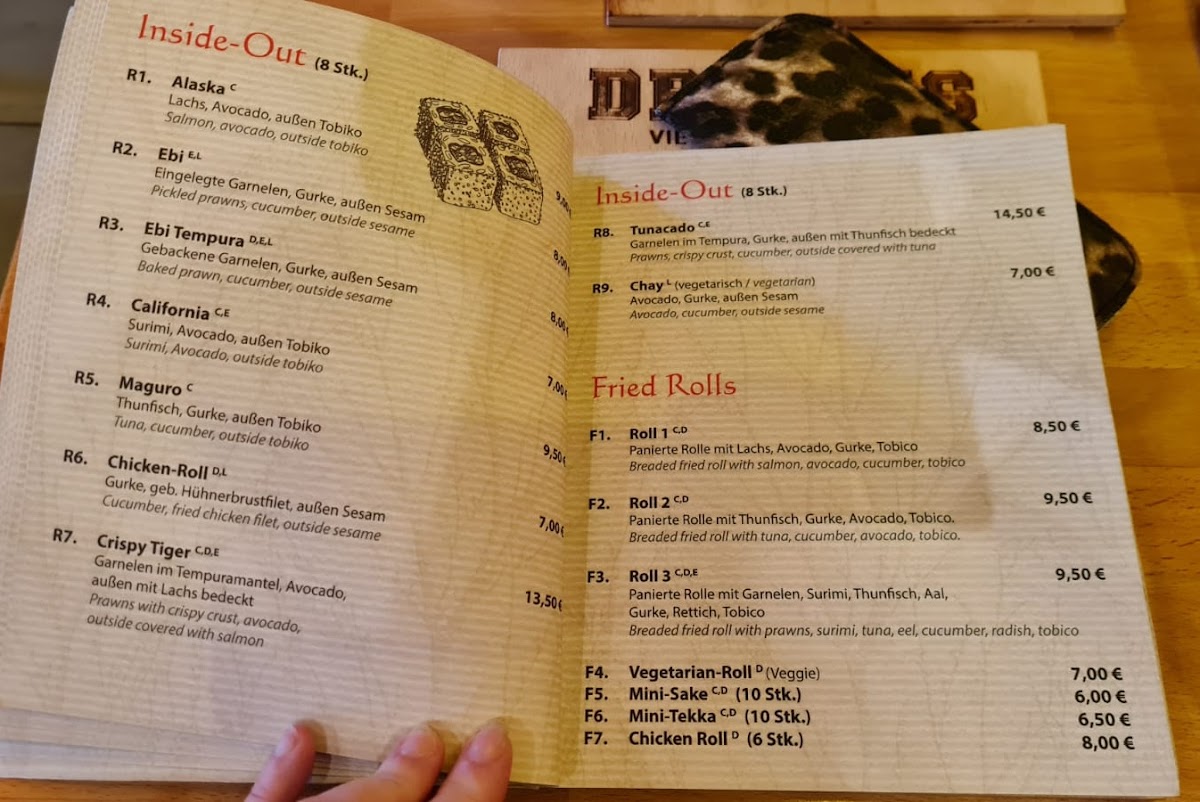 Inside-Out (8 Stk.)
R1. Alaska C
Lachs, Avocado, außen Tobiko
Salmon, avocado, outside tobiko
R2. Ebi E,L
Eingelegte Garnelen, Gurke, außen Sesam
Pickled prawns, cucumber, outside sesame
R3. Ebi Tempura D,E,L
Gebackene Garnelen, Gurke, außen Sesam
Baked prawn, cucumber, outside sesame
R4. California C,E
Surimi, Avocado, außen Tobiko
Surimi, Avocado, outside tobiko
7,00€
R5. Maguro C
Thunfisch, Gurke, außen Tobiko
Tuna, cucumber, outside tobiko
9,50€
R6. Chicken-Roll D,L
Gurke, geb. Hühnerbrustfilet, außen Sesam
Cucumber, fried chicken filet, outside sesame
7,00€
R7. Crispy Tiger C,D,E
Garnelen im Tempuramantel, Avocado,
außen mit Lachs bedeckt
Prawns with crispy crust, avocado,
outside covered with salmon
13,50€
Inside-Out (8 Stk.)
R8. Tunacado C,E 14,50 €
Garnelen im Tempura, Gurke, außen mit Thunfisch bedeckt
Prawns, crispy crust, cucumber, outside covered with tuna
R9. Chay L (vegetarisch / vegetarian) 7,00 €
Avocado, Gurke, außen Sesam
Avocado, cucumber, outside sesame
Fried Rolls
F1. Roll 1 C,D 8,50 €
Panierte Rolle mit Lachs, Avocado, Gurke, Tobico
Breaded fried roll with salmon, avocado, cucumber, tobico
F2. Roll 2 C,D 9,50 €
Panierte Rolle mit Thunfisch, Gurke, Avocado, Tobico.
Breaded fried roll with tuna, cucumber, avocado, tobico.
F3. Roll 3 C,D,E 9,50 €
Panierte Rolle mit Garnelen, Surimi, Thunfisch, Aal,
Gurke, Rettich, Tobico
Breaded fried roll with prawns, surimi, tuna, eel, cucumber, radish, tobico
F4. Vegetarian-Roll D (Veggie) 7,00 €
F5. Mini-Sake C,D (10 Stk.) 6,00 €
F6. Mini-Tekka C,D (10 Stk.) 6,50 €
F7. Chicken Roll D (6 Stk.) 8,00 €